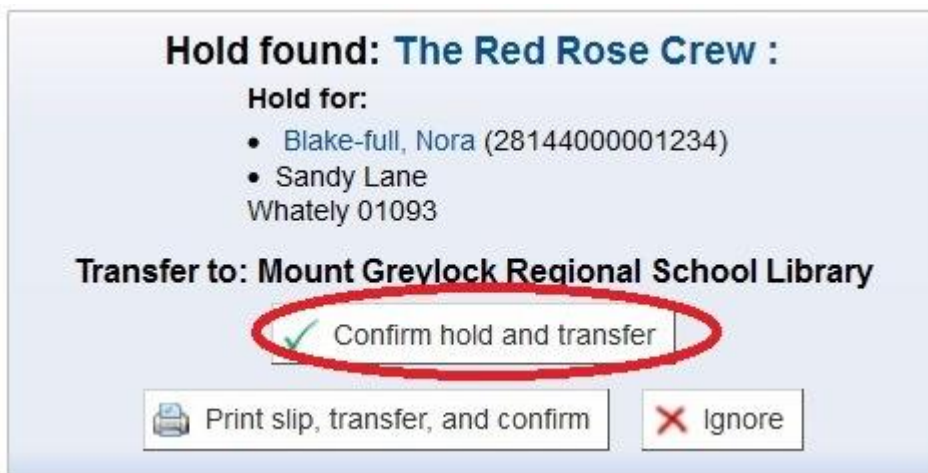 Hold found: The Red Rose Crew :
Hold for:
• Blake-full, Nora (28144000001234)
• Sandy Lane
Whately 01093
Transfer to: Mount Greylock Regional School Library
Confirm hold and transfer
Print slip, transfer, and confirm Ignore